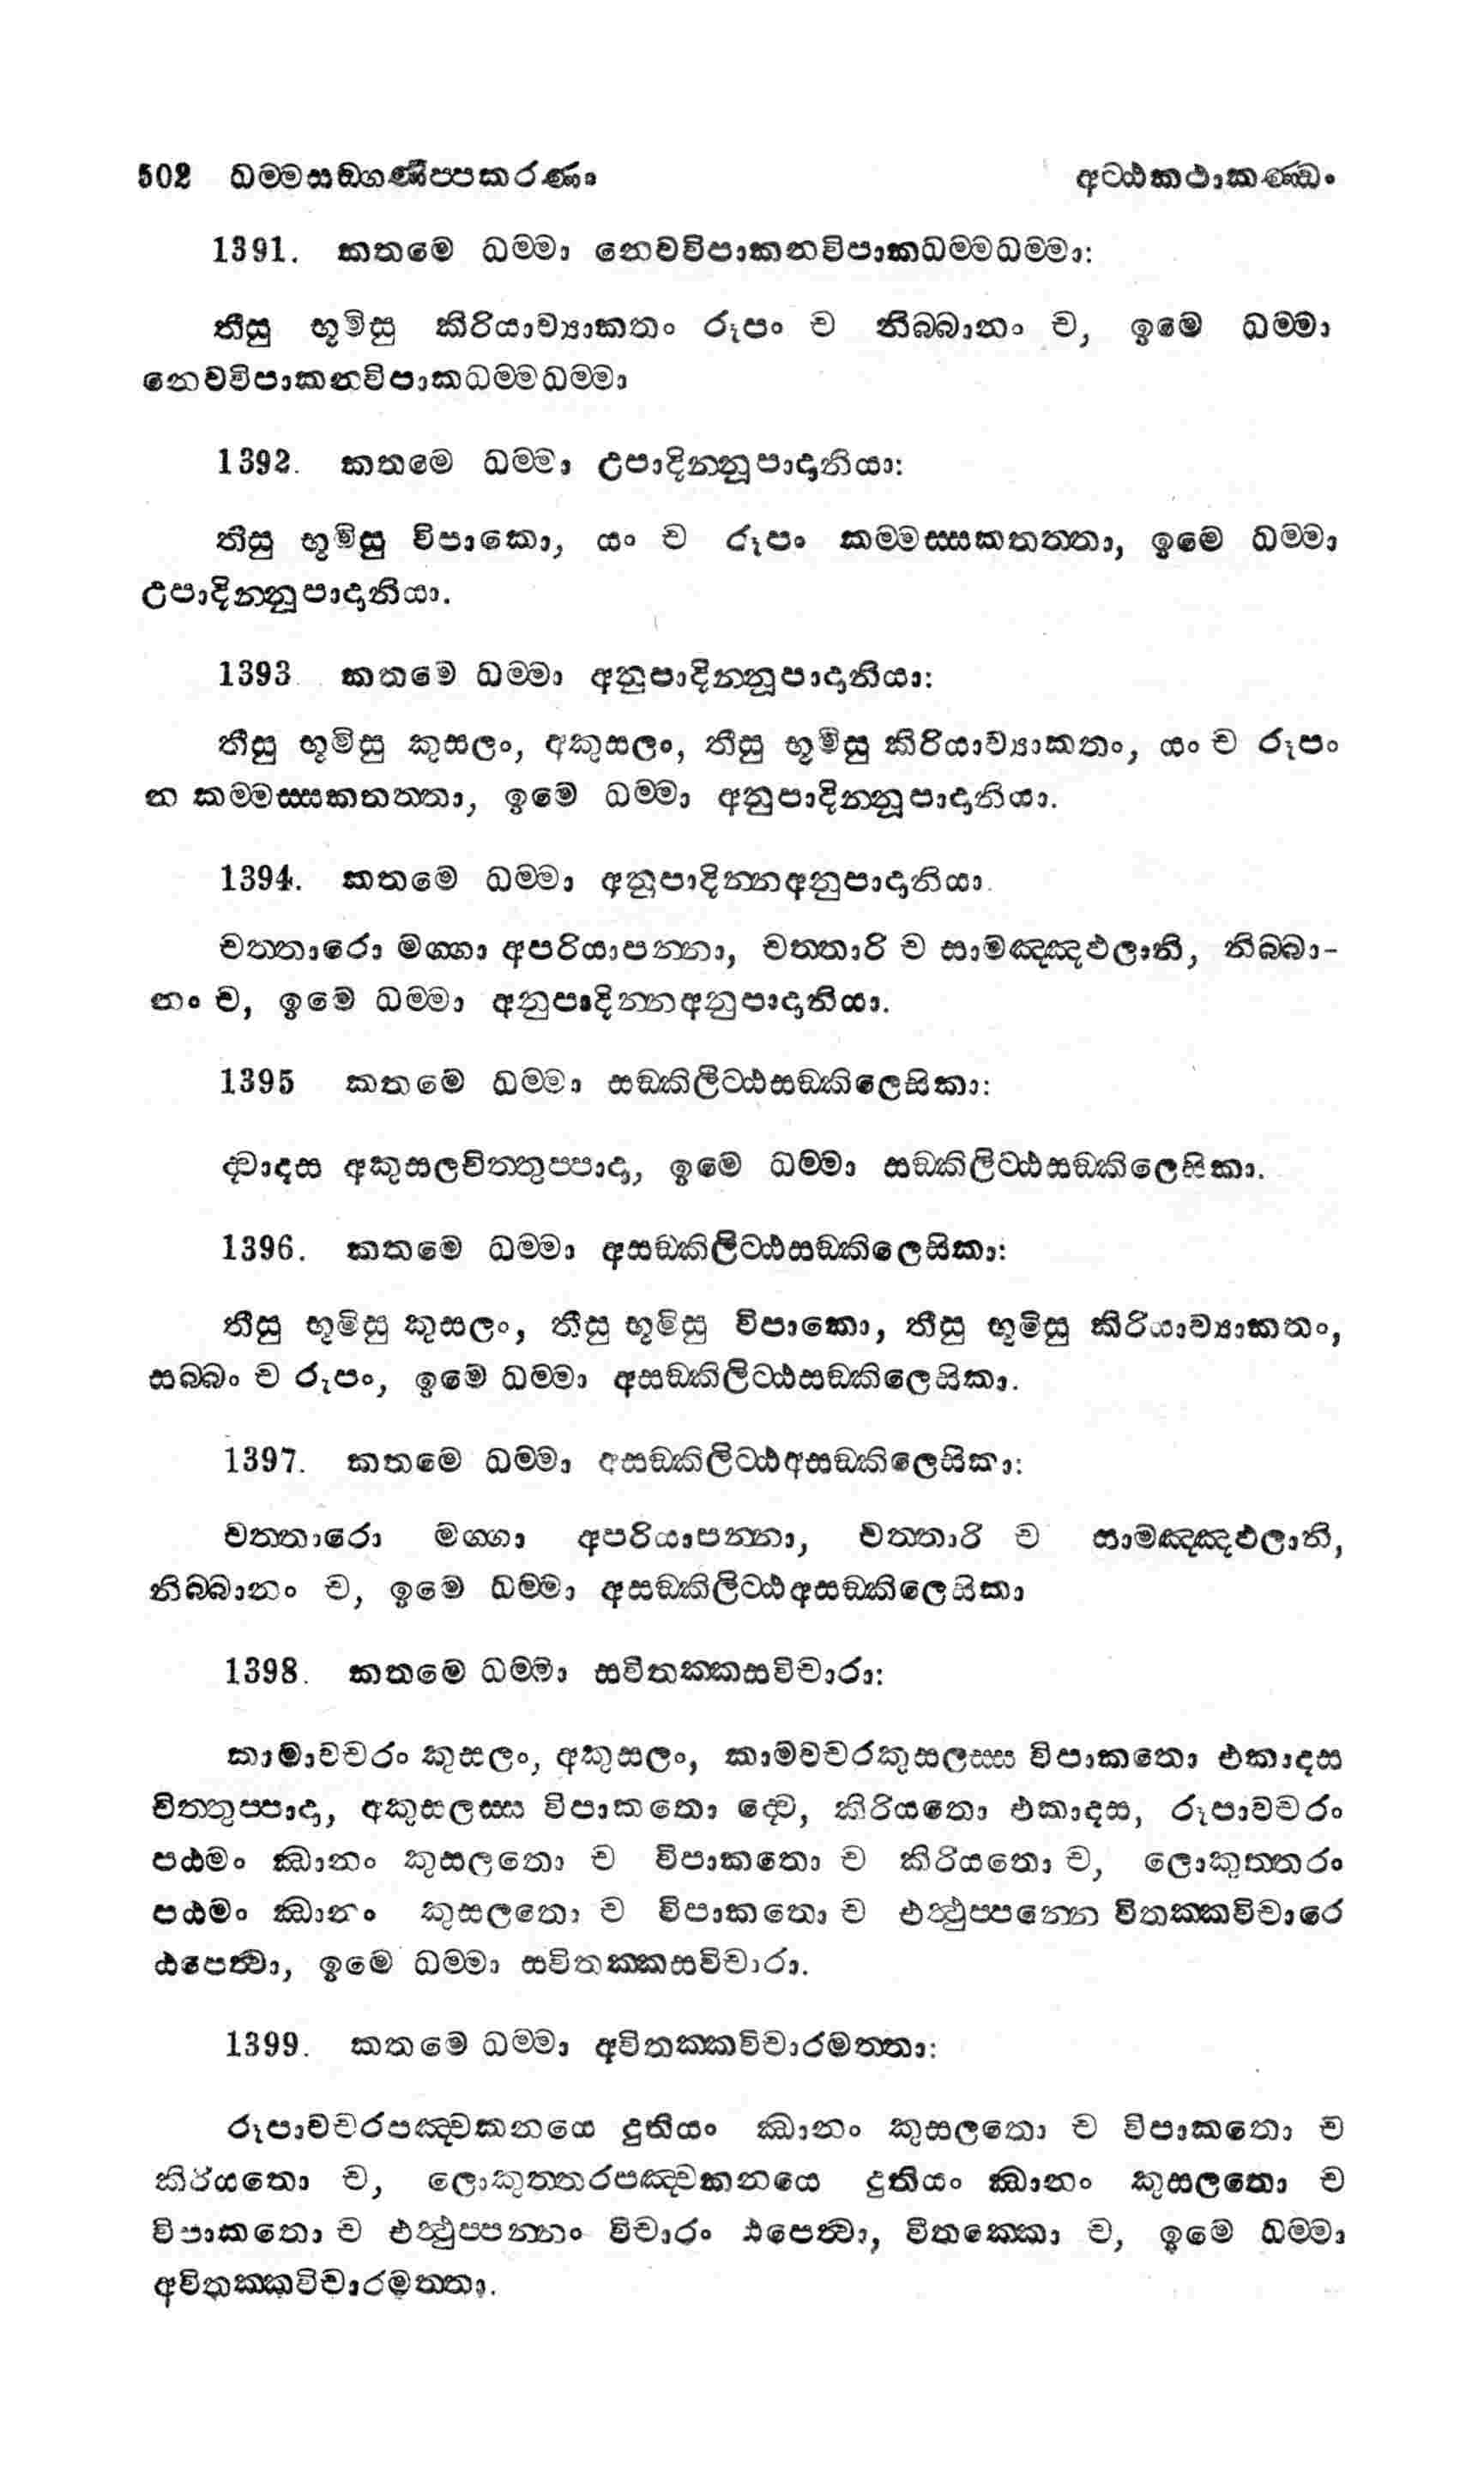 502 ධම්මසඞ්ගණීප්පකරණං අට්ඨකථාකණ්ඩං
1391. කතමෙ ධම්මා නෙවවිපාකනවිපාකධම්මධම්මා:
තීසු භූමිසු කිරියාව්‍යාකතං රූපං ච නිබ්බානං ච, ඉමෙ ධම්මා
නෙවවිපාකනවිපාකධම්මධම්මා
1392. කතමෙ ධම්මා උපාදින්නූපාදානියා:
තීසු භූමිසු විපාකො, යං ච රූපං කම්මස්සකතත්තා, ඉමෙ ධම්මා
උපාදින්නූපාදානියා.
1393 කතමෙ ධම්මා අනුපාදින්නූපාදානියා:
තීසු භූමිසු කුසලං, අකුසලං, තීසු භූමිසු කිරියාව්‍යාකතං, යං ච රූපං
න කම්මස්සකතත්තා, ඉමෙ ධම්මා අනුපාදින්නූපාදානියා.
1394. කතමෙ ධම්මා අනුපාදින්නඅනුපාදානියා.
චත්තාරො මග්ගා අපරියාපන්නා, චත්තාරි ච සාමඤ්ඤඵලානි, නිබ්බා-
නං ච, ඉමෙ ධම්මා අනුපාදින්නඅනුපාදානියා.
1395 කතමෙ ධම්මා සඞ්කිලිට්ඨසඞ්කිලෙසිකා:
ද්වාදස අකුසලචිත්තුප්පාදා, ඉමෙ ධම්මා සඞ්කිලිට්ඨසඞ්කිලෙසිකා.
1396. කතමෙ ධම්මා අසඞ්කිලිට්ඨසඞ්කිලෙසිකා:
තීසු භූමිසු කුසලං, තීසු භූමිසු විපාකො, තීසු භූමිසු කිරියාව්‍යාකතං,
සබ්බං ච රූපං, ඉමෙ ධම්මා අසඞ්කිලිට්ඨසඞ්කිලෙසිකා.
1397. කතමෙ ධම්මා අසඞ්කිලිට්ඨඅසඞ්කිලෙසිකා:
චත්තාරො මග්ගා අපරියාපන්නා, චත්තාරි ච සාමඤ්ඤඵලානි,
නිබ්බානං ච, ඉමෙ ධම්මා අසඞ්කිලිට්ඨඅසඞ්කිලෙසිකා
1398. කතමෙ ධම්මා සවිතක්කසවිචාරා:
කාමාවචරං කුසලං, අකුසලං, කාමවචරකුසලස්ස විපාකතො එකාදස
චිත්තුප්පාදා, අකුසලස්ස විපාකතො ද්වෙ, කිරියතො එකාදස, රූපාවචරං
පඨමං ඣානං කුසලතො ච විපාකතො ච කිරියතො ච, ලොකුත්තරං
පඨමං ඣානං කුසලතො ච විපාකතො ච එත්ථුප්පන්නෙ විතක්කවිචාරෙ
ඨපෙත්වා, ඉමෙ ධම්මා සවිතක්කසවිචාරා.
1399. කතමෙ ධම්මා අවිතක්කවිචාරමත්තා:
රූපාවචරපඤ්චකනයෙ දුතියං ඣානං කුසලතො ච විපාකතො ච
කිරියතො ච, ලොකුත්තරපඤ්චකනයෙ දුතියං ඣානං කුසලතො ච
විපාකතො ච එත්ථුප්පන්නං විචාරං ඨපෙත්වා, විතක්කො ච, ඉමෙ ධම්මා
අවිතක්කවිචාරමත්තා.